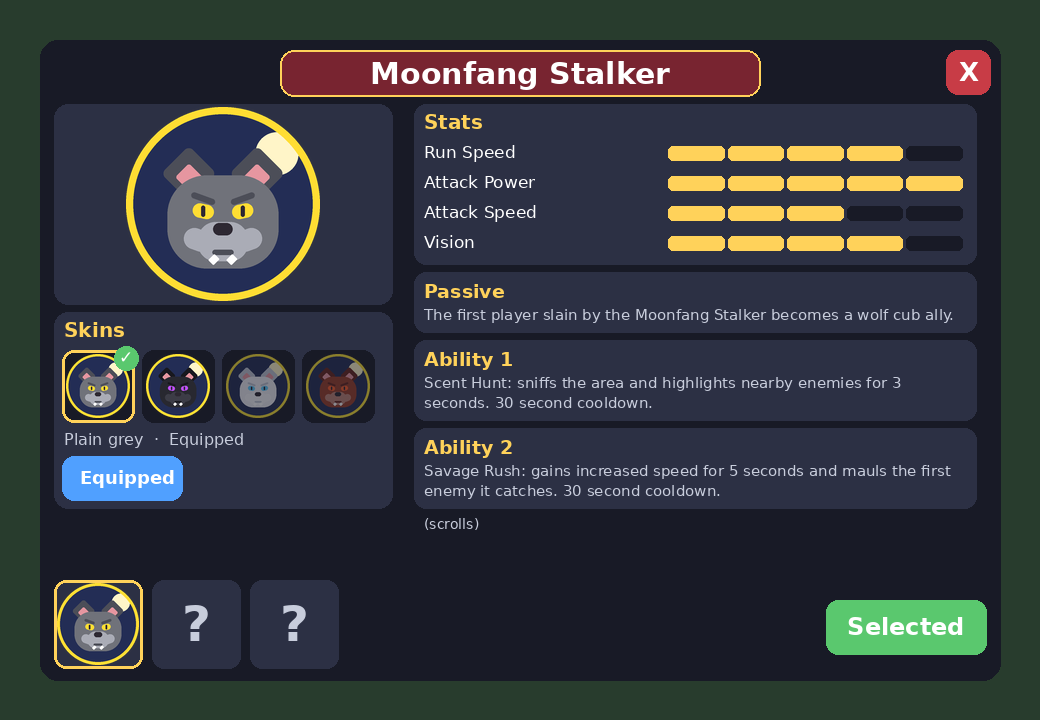 Moonfang Stalker
X
Stats
Run Speed
Attack Power
Attack Speed
Vision
Passive
The first player slain by the Moonfang Stalker becomes a wolf cub ally.
Skins
✓
Plain grey · Equipped
Equipped
Ability 1
Scent Hunt: sniffs the area and highlights nearby enemies for 3
seconds. 30 second cooldown.
Ability 2
Savage Rush: gains increased speed for 5 seconds and mauls the first
enemy it catches. 30 second cooldown.
(scrolls)
? ?
Selected